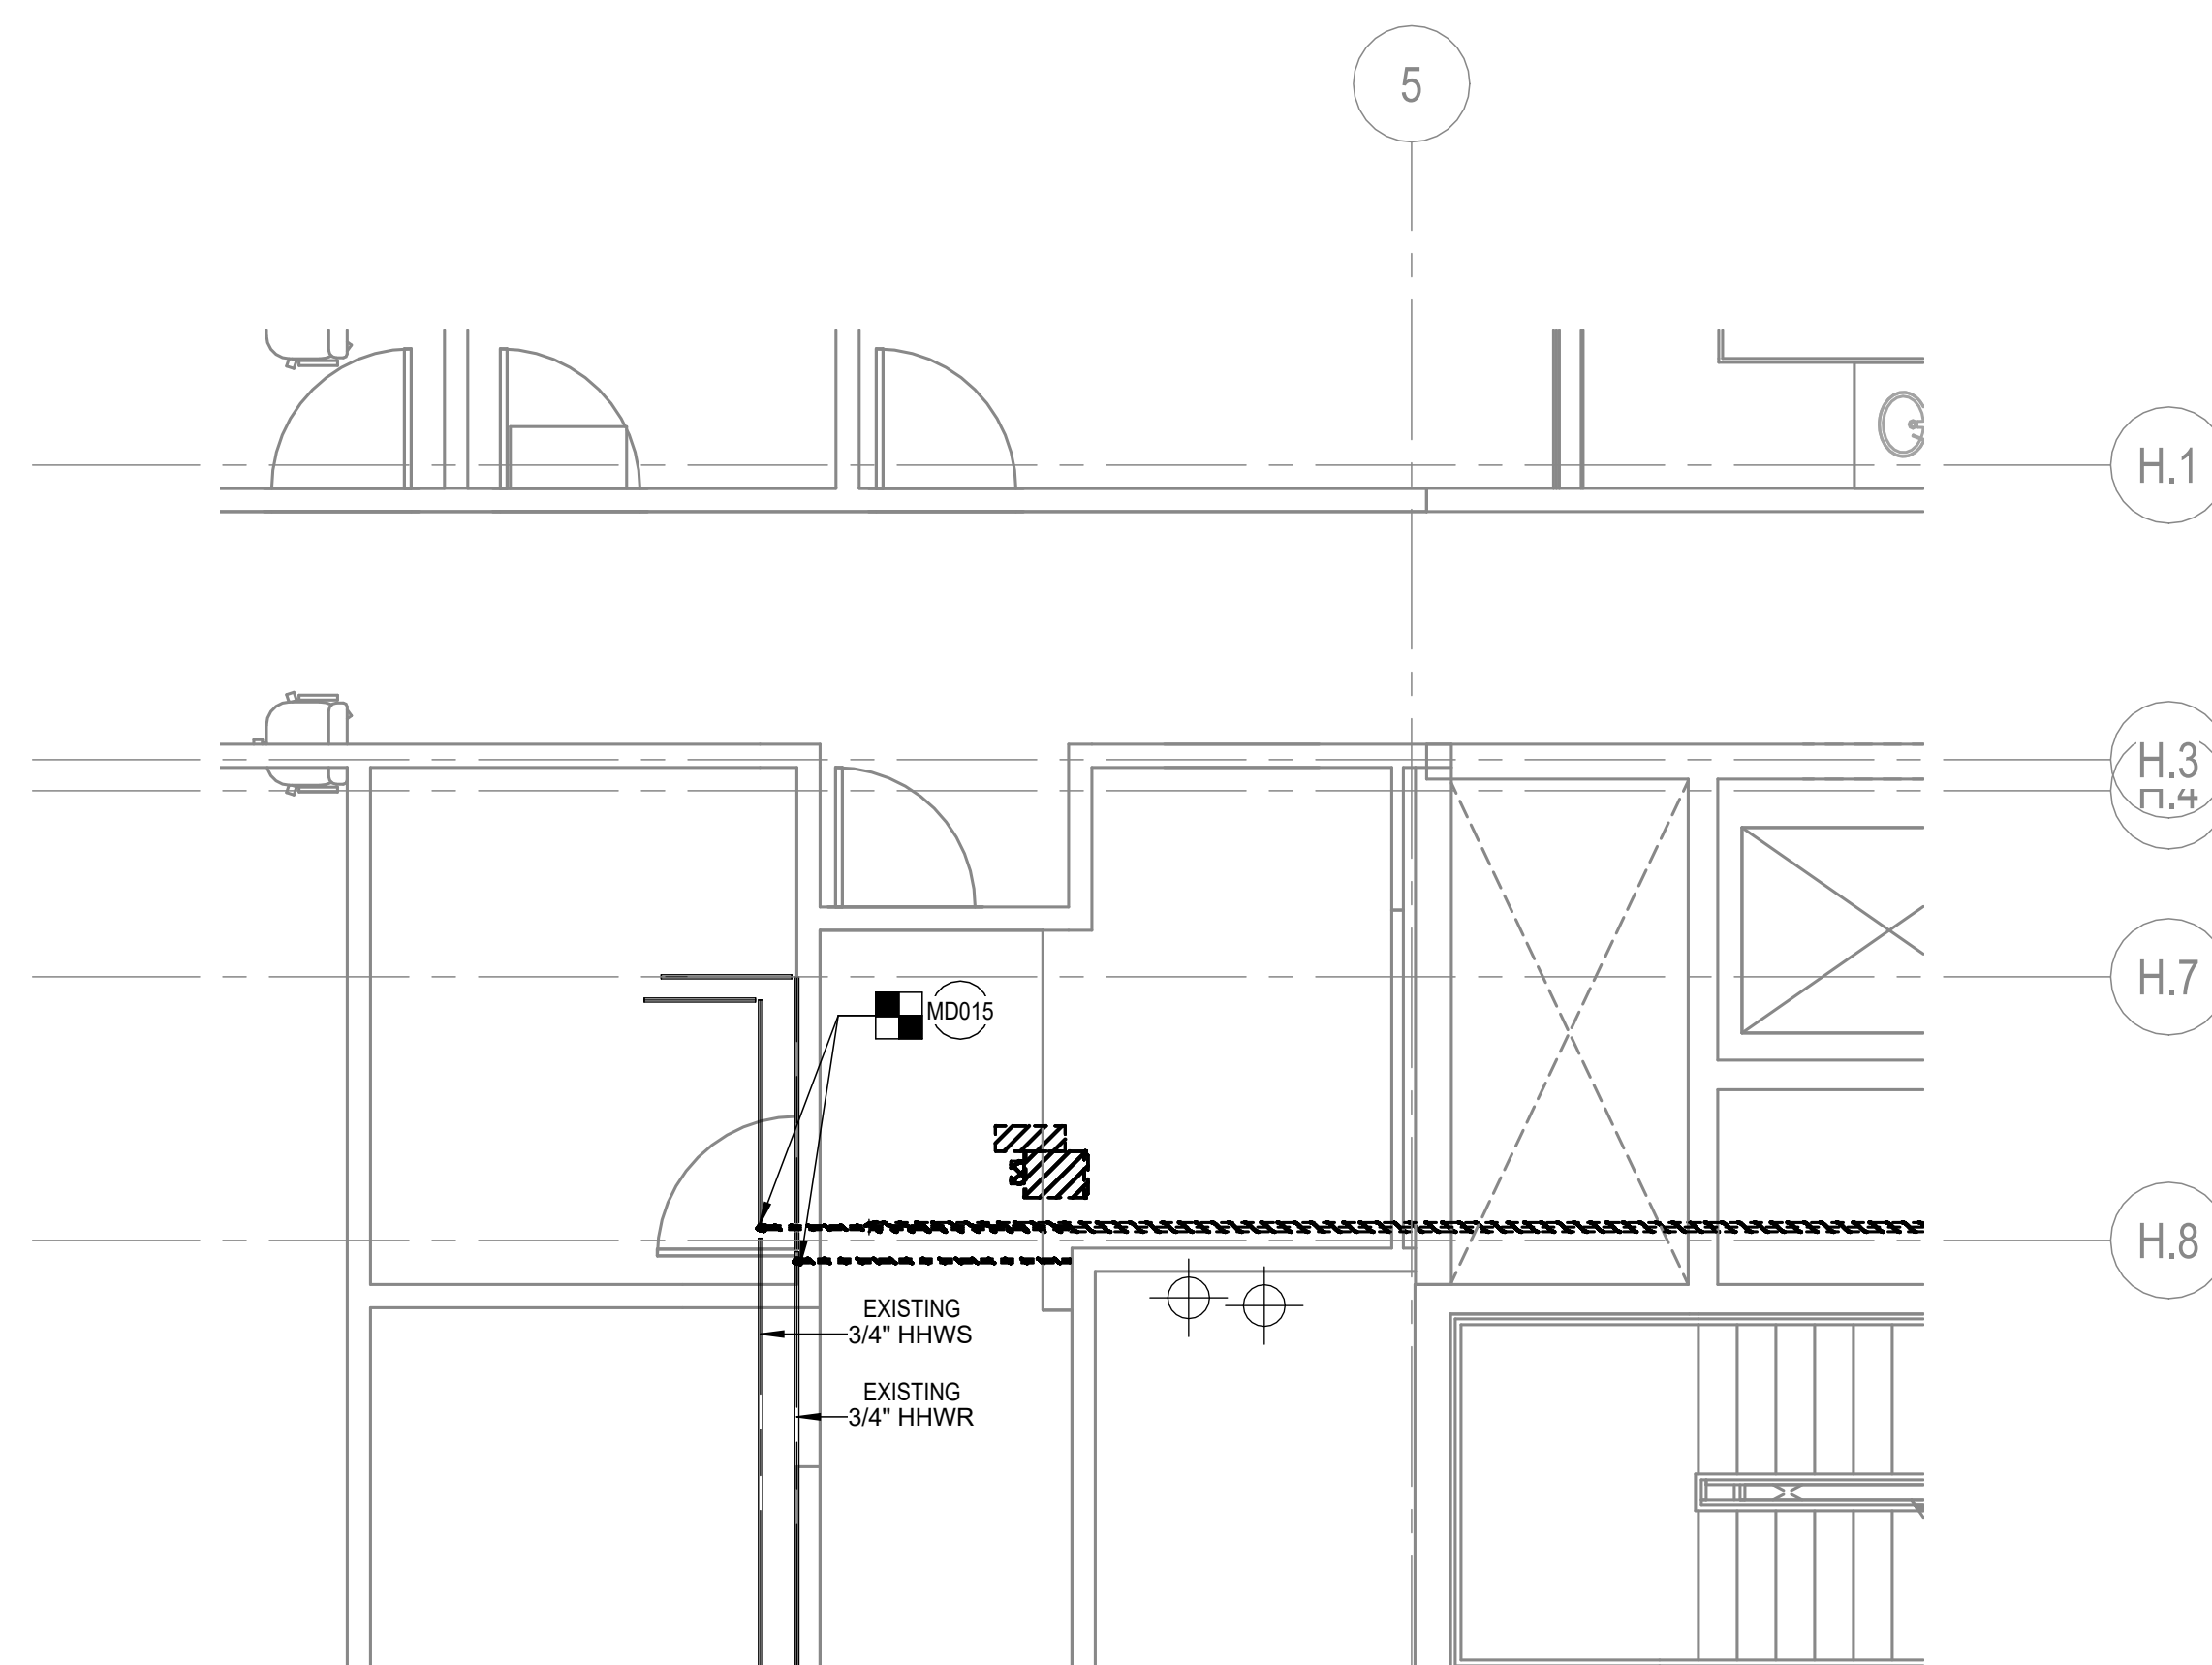 5
H.1
H.3
H.4
H.7
MD015
H.8
EXISTING
3/4" HHWS
EXISTING
3/4" HHWR